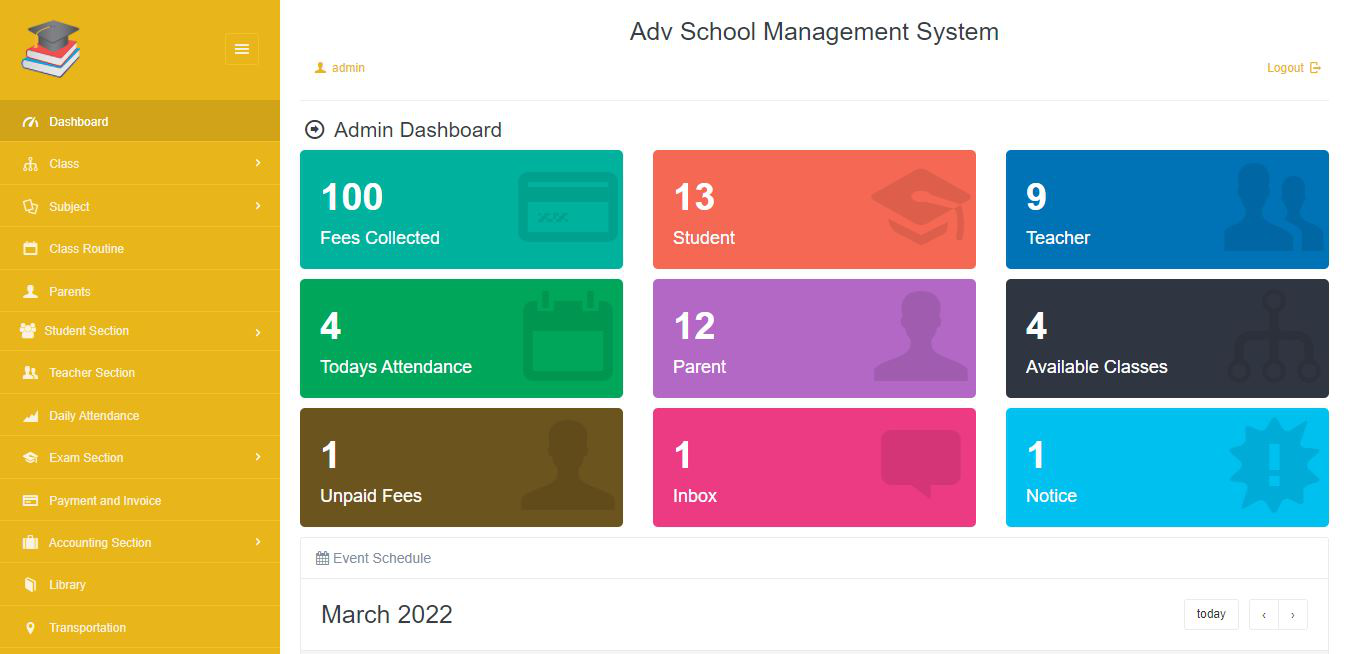 Adv School Management System
admin
Logout
Dashboard
Class
Subject
Class Routine
Parents
Student Section
Teacher Section
Daily Attendance
Exam Section
Payment and Invoice
Accounting Section
Library
Transportation
Admin Dashboard
100
Fees Collected
13
Student
9
Teacher
4
Todays Attendance
12
Parent
4
Available Classes
1
Unpaid Fees
1
Inbox
1
Notice
Event Schedule
March 2022
today